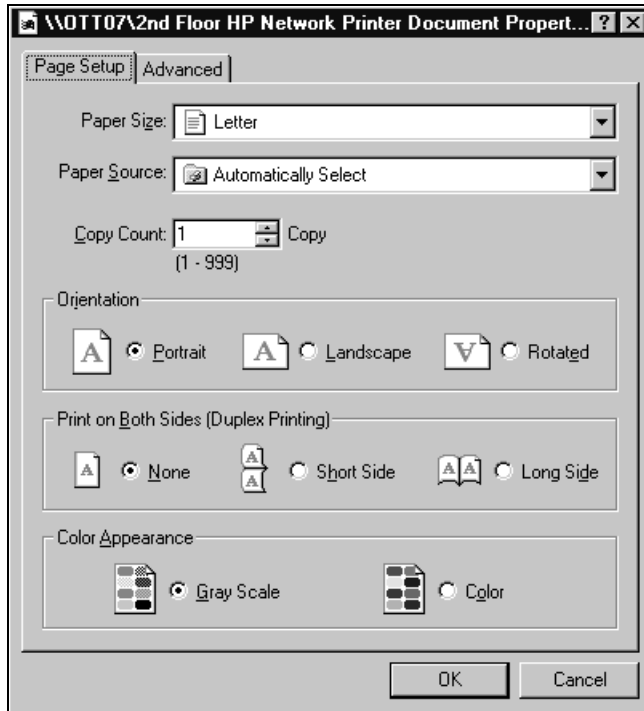 \\OTT07\2nd Floor HP Network Printer Document Propert...
Page Setup Advanced
Paper Size: Letter
Paper Source: Automatically Select
Copy Count: 1 Copy
(1 - 999)
Orientation
A Portrait A Landscape A Rotated
Print on Both Sides (Duplex Printing)
A None A A Short Side A A Long Side
Color Appearance
Gray Scale Color
OK Cancel